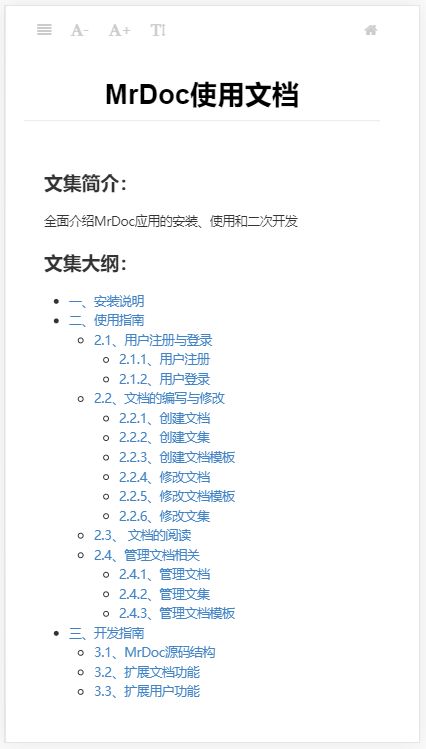 A- A+ T!
MrDoc使用文档
文集简介：
全面介绍MrDoc应用的安装、使用和二次开发
文集大纲：
一、安装说明
二、使用指南
2.1、用户注册与登录
2.1.1、用户注册
2.1.2、用户登录
2.2、文档的编写与修改
2.2.1、创建文档
2.2.2、创建文集
2.2.3、创建文档模板
2.2.4、修改文档
2.2.5、修改文档模板
2.2.6、修改文集
2.3、 文档的阅读
2.4、管理文档相关
2.4.1、管理文档
2.4.2、管理文集
2.4.3、管理文档模板
三、开发指南
3.1、MrDoc源码结构
3.2、扩展文档功能
3.3、扩展用户功能